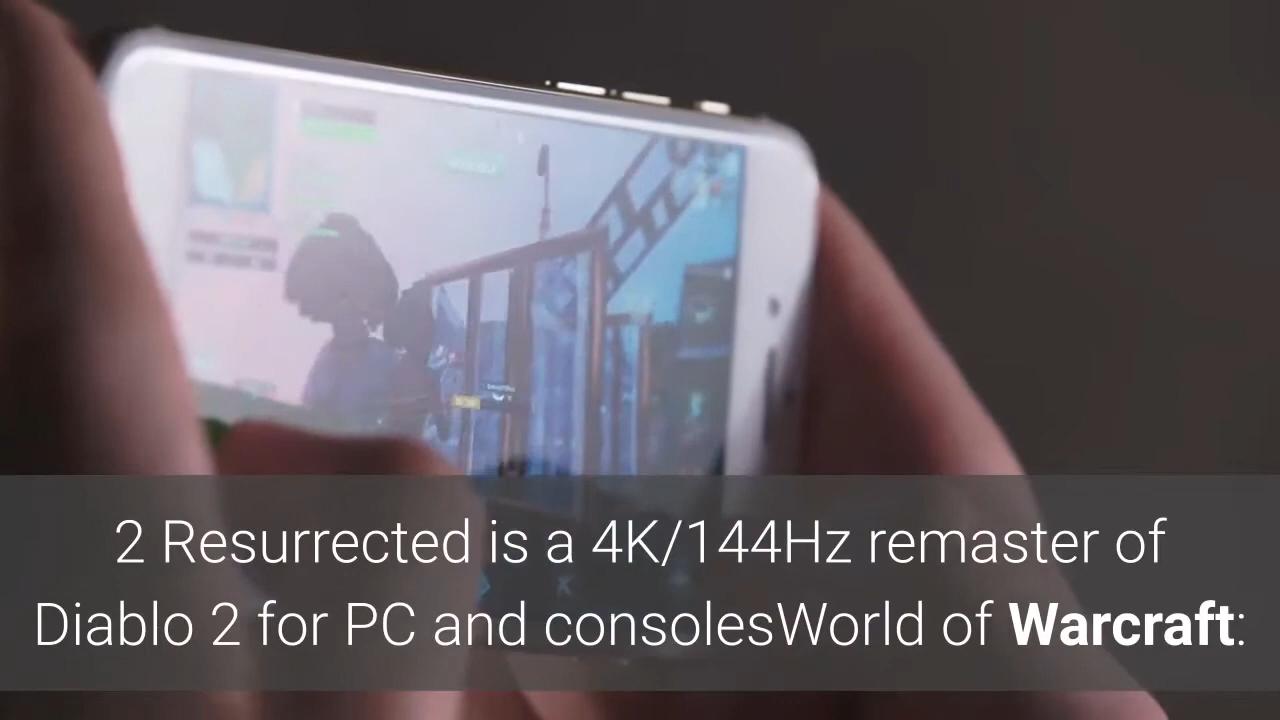 2 Resurrected is a 4K/144Hz remaster of
Diablo 2 for PC and consolesWorld of Warcraft: